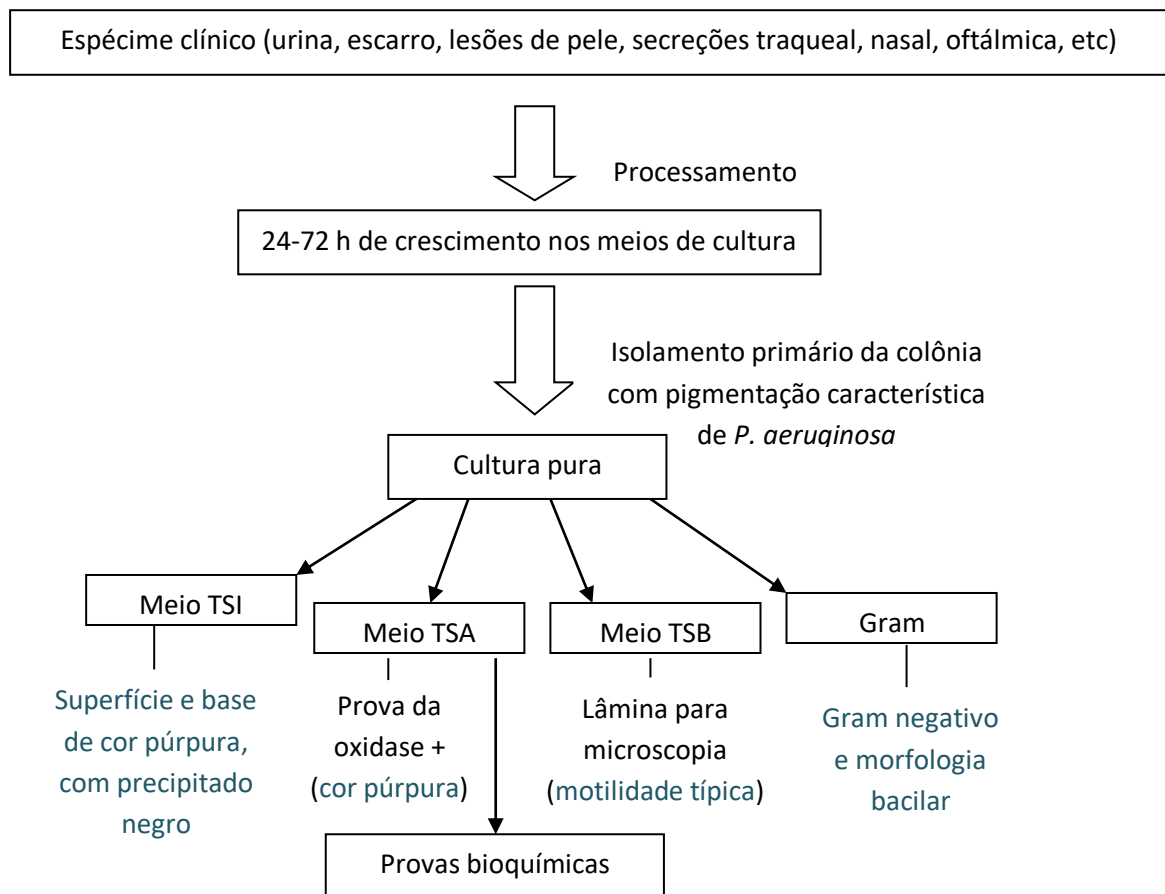 Espécime clínico (urina, escarro, lesões de pele, secreções traqueal, nasal, oftálmica, etc)
Processamento
24-72 h de crescimento nos meios de cultura
Isolamento primário da colônia
com pigmentação característica
de P. aeruginosa
Cultura pura
Meio TSI
Meio TSA
Meio TSB
Gram
Superfície e base
de cor púrpura,
com precipitado
negro
Prova da
oxidase +
(cor púrpura)
Lâmina para
microscopia
(motilidade típica)
Gram negativo
e morfologia
bacilar
Provas bioquímicas